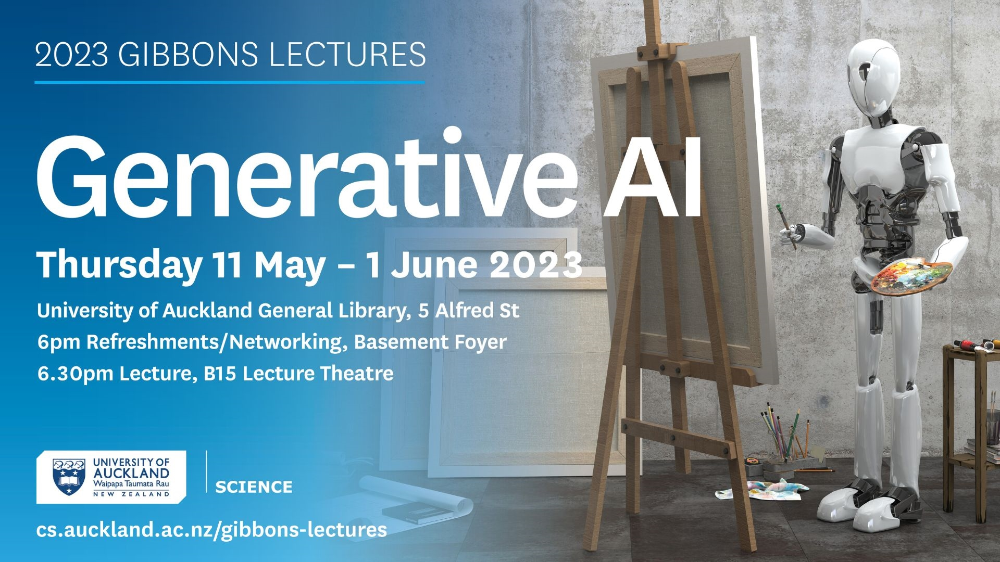 2023 GIBBONS LECTURES
Generative AI
Thursday 11 May – 1 June 2023
University of Auckland General Library, 5 Alfred St
6pm Refreshments/Networking, Basement Foyer
6.30pm Lecture, B15 Lecture Theatre
UNIVERSITY OF
AUCKLAND
Waipapa Taumata Rau
NEW ZEALAND
SCIENCE
cs.auckland.ac.nz/gibbons-lectures